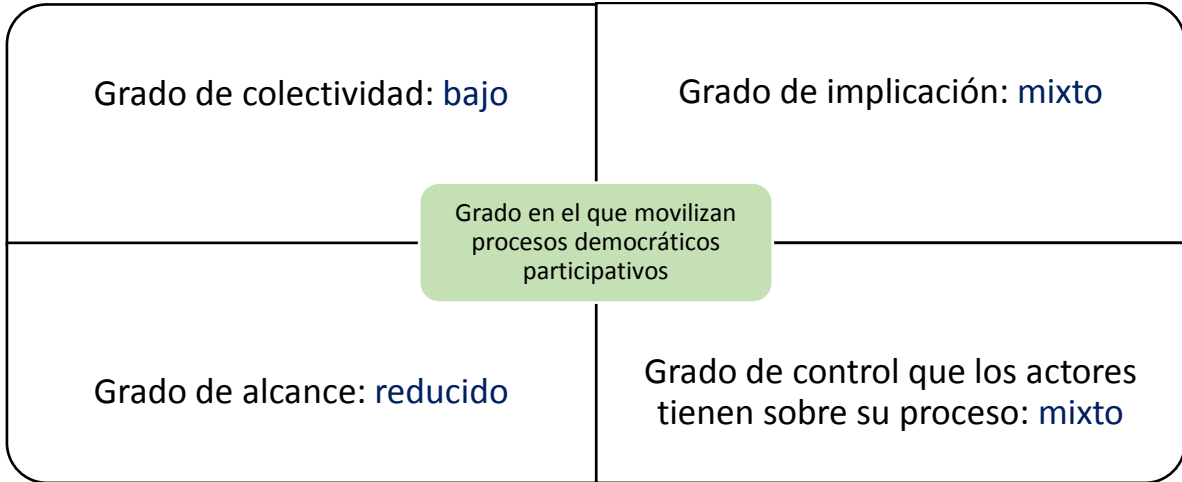 Grado de colectividad: bajo
Grado de implicación: mixto
Grado en el que movilizan
procesos democráticos
participativos
Grado de alcance: reducido
Grado de control que los actores
tienen sobre su proceso: mixto